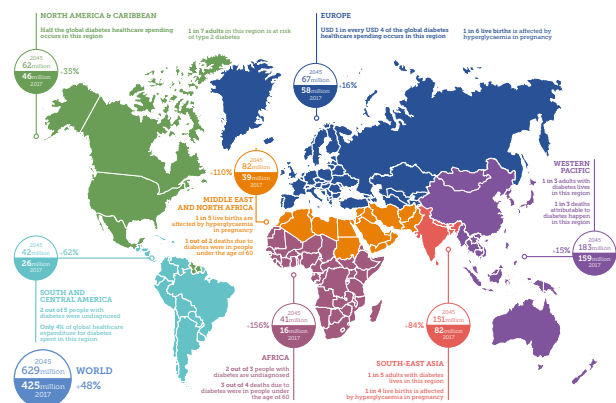 NORTH AMERICA & CARIBBEAN
Half the global diabetes healthcare spending
occurs in this region
1 in 7 adults in this region is at risk
of type 2 diabetes
2045
62million
46million
2017
+35%
EUROPE
USD 1 in every USD 4 of the global diabetes
healthcare spending occurs in this region
1 in 6 live births is affected by
hyperglycaemia in pregnancy
2045
67million
58million
2017
+16%
2045
82million
39million
2017
+110%
MIDDLE EAST
AND NORTH AFRICA
1 in 5 live births are
affected by hyperglycaemia
in pregnancy
1 out of 2 deaths due to
diabetes were in people
under the age of 60
WESTERN
PACIFIC
1 in 3 adults with
diabetes lives
in this region
1 in 3 deaths
attributable to
diabetes happen
in this region
+15%
2045
183million
159million
2017
2045
42million
26million
2017
+62%
SOUTH AND
CENTRAL AMERICA
2 out of 5 people with
diabetes were undiagnosed
Only 4% of global healthcare
expenditure for diabetes
spent in this region
2045
41million
16million
2017
+156%
AFRICA
2 out of 3 people with
diabetes are undiagnosed
3 out of 4 deaths due to
diabetes were in people under
the age of 60
2045
151million
82million
2017
+84%
SOUTH-EAST ASIA
1 in 5 adults with diabetes
lives in this region
1 in 4 live births are affected
by hyperglycaemia in pregnancy
2045
629million
425million
2017
WORLD
+48%